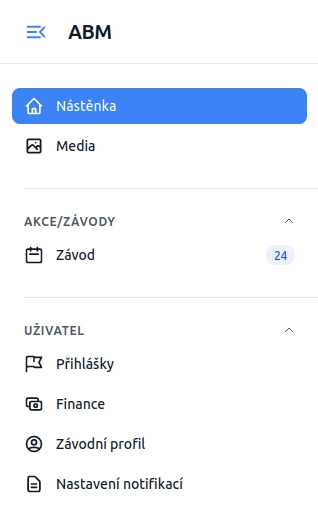 ABM
Nástěnka
Media
AKCE/ZÁVODY
Závod 24
UŽIVATEL
Přihlášky
Finance
Závodní profil
Nastavení notifikací